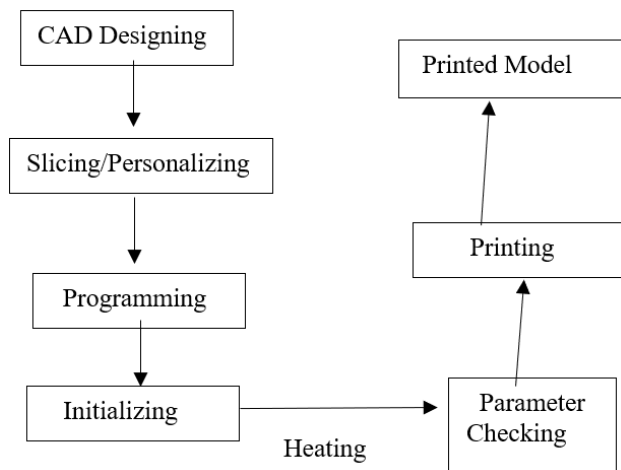 CAD Designing
Slicing/Personalizing
Programming
Initializing
Heating
Parameter
Checking
Printing
Printed Model